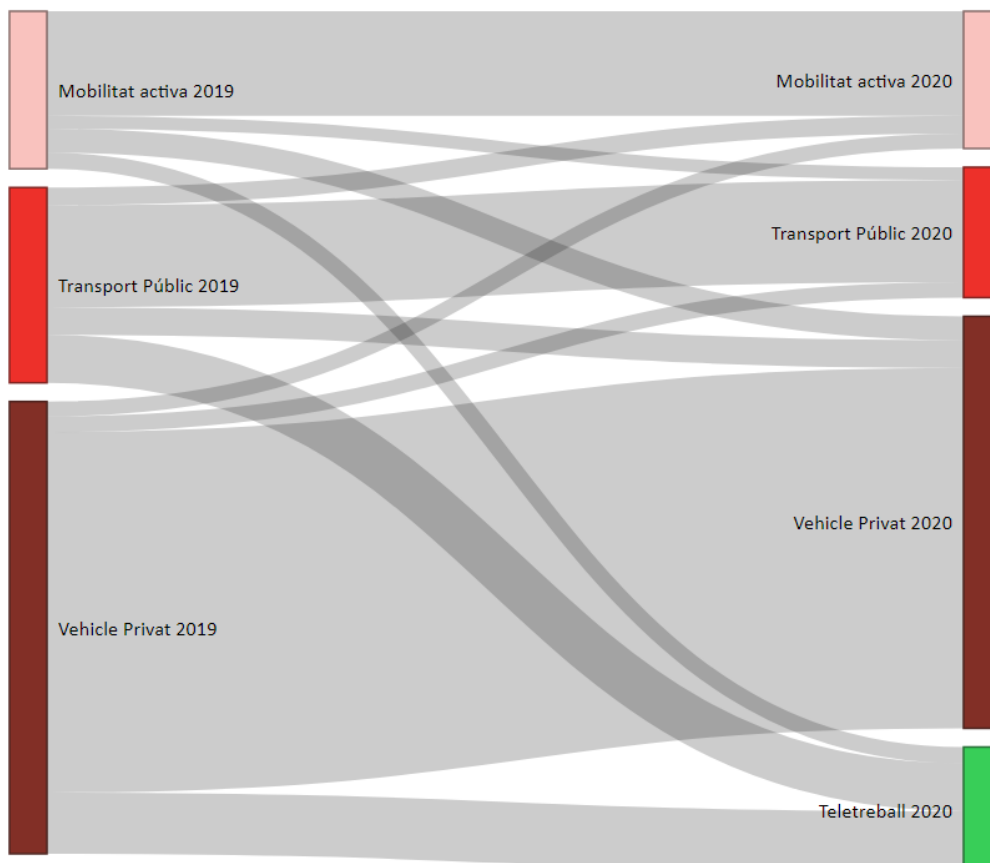 Mobilitat activa 2019
Transport Públic 2019
Vehicle Privat 2019
Mobilitat activa 2020
Transport Públic 2020
Vehicle Privat 2020
Teletreball 2020